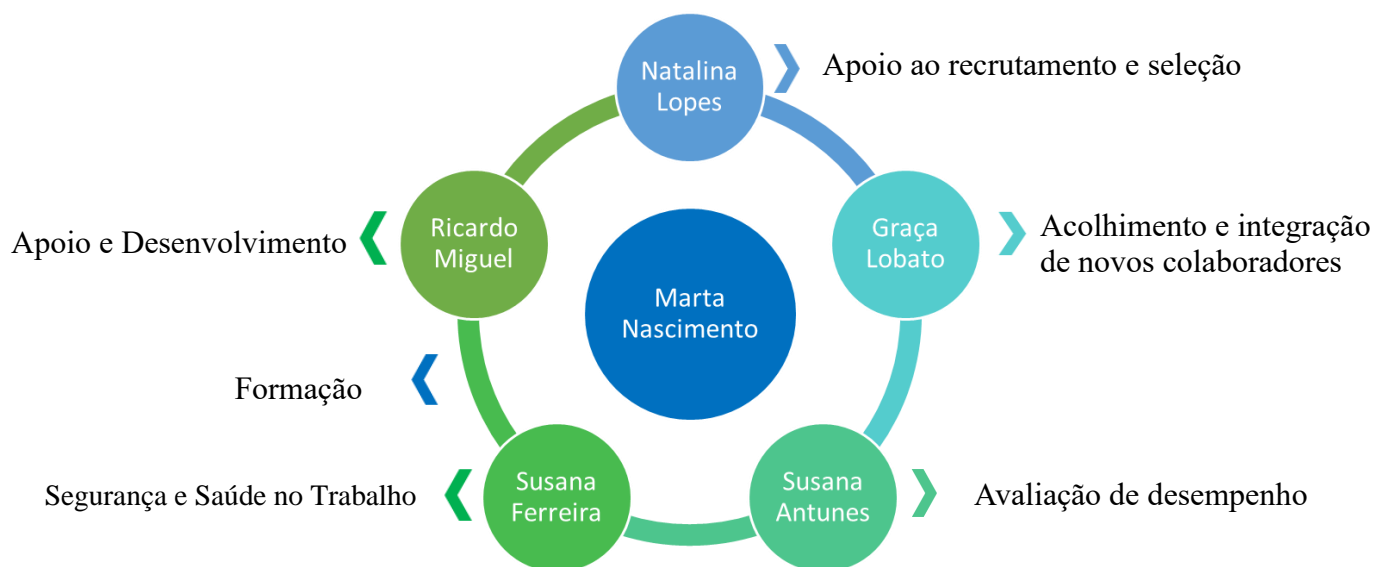 Natalina
Lopes
Apoio ao recrutamento e seleção
Ricardo
Miguel
Graça
Lobato
Apoio e Desenvolvimento
Acolhimento e integração
de novos colaboradores
Marta
Nascimento
Formação
Susana
Ferreira
Susana
Antunes
Segurança e Saúde no Trabalho
Avaliação de desempenho